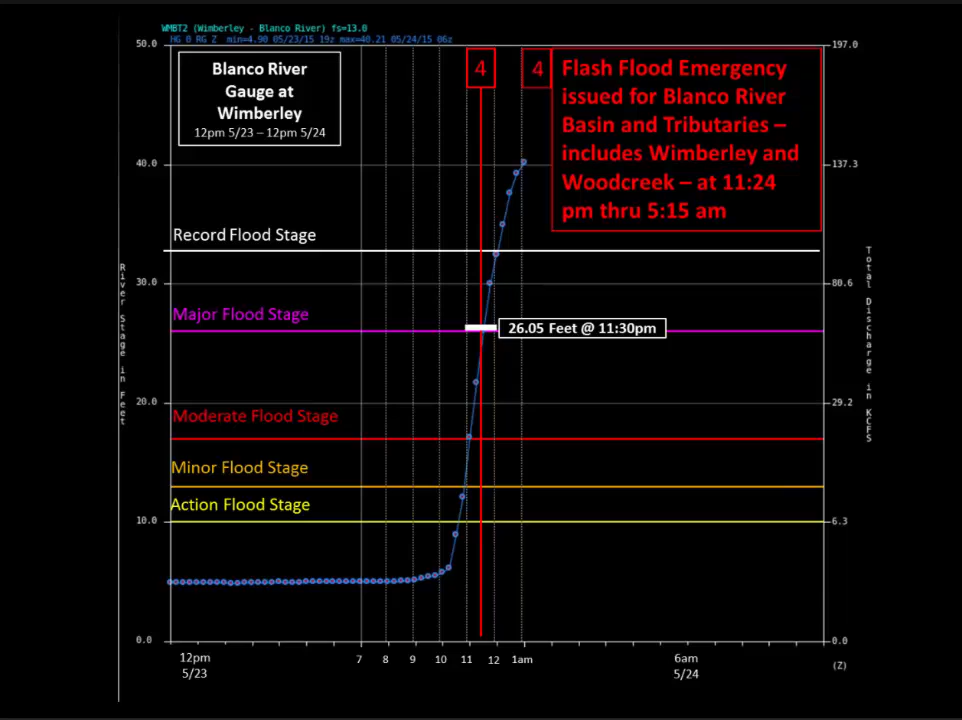 WMBT2 (Wimberley - Blanco River) fs=13.0
HG 0 RG Z min=4.90 05/23/15 19z max=40.21 05/24/15 06z
50.0
197.0
Blanco River
Gauge at
Wimberley
12pm 5/23 – 12pm 5/24
4
4
Flash Flood Emergency
issued for Blanco River
Basin and Tributaries –
includes Wimberley and
Woodcreek – at 11:24
pm thru 5:15 am
40.0
137.3
Record Flood Stage
30.0
80.6
Major Flood Stage
26.05 Feet @ 11:30pm
River Stage in Feet
Total Discharge in KCFS
20.0
29.2
Moderate Flood Stage
Minor Flood Stage
Action Flood Stage
10.0
6.3
0.0
0.0
12pm 7 8 9 10 11 12 1am 6am (Z)
5/23 5/24